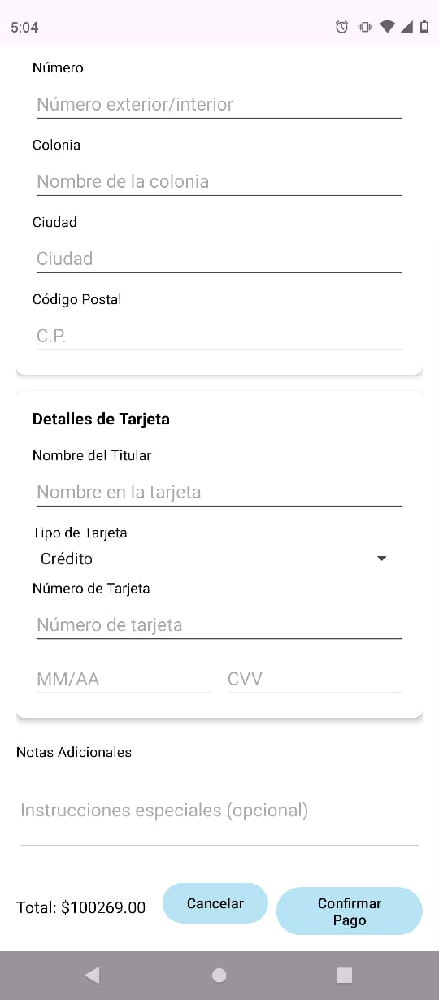 5:04
Número
Número exterior/interior
Colonia
Nombre de la colonia
Ciudad
Ciudad
Código Postal
C.P.
Detalles de Tarjeta
Nombre del Titular
Nombre en la tarjeta
Tipo de Tarjeta
Crédito
Número de Tarjeta
Número de tarjeta
MM/AA CVV
Notas Adicionales
Instrucciones especiales (opcional)
Total: $100269.00
Cancelar
Confirmar
Pago